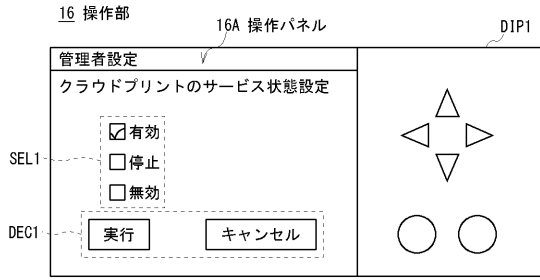 16 操作部
16A 操作パネル
DIP1
管理者設定
クラウドプリントのサービス状態設定
有効
SEL1
停止
無効
DEC1
実行
キャンセル